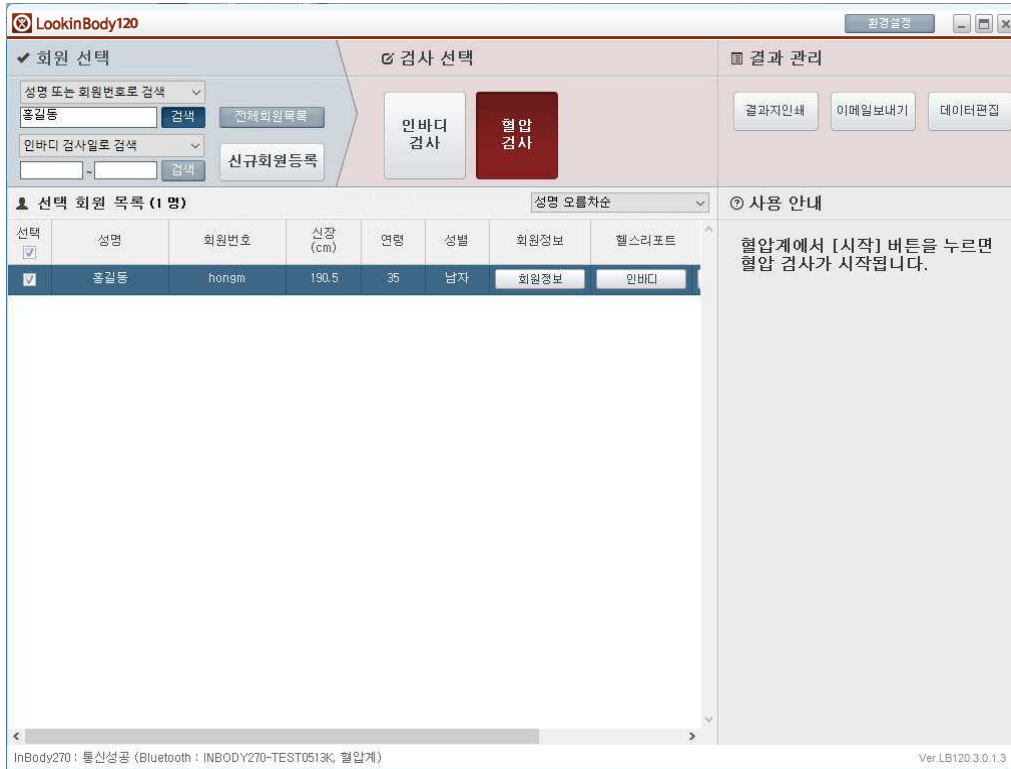 LookinBody120
환경설정
회원 선택
검사 선택
결과 관리
성명 또는 회원번호로 검색
홍길동
검색
전체회원목록
인바디 검사일로 검색
~
검색
신규회원등록
인바디
검사
혈압
검사
결과지인쇄
이메일보내기
데이터편집
선택 회원 목록 (1 명)
성명 오름차순
사용 안내
선택
성명
회원번호
신장
(cm)
연령
성별
회원정보
헬스리포트
홍길동
hongm
190.5
35
남자
회원정보
인바디
혈압계에서 [시작] 버튼을 누르면
혈압 검사가 시작됩니다.
InBody270 : 통신성공 (Bluetooth : INBODY270-TEST0513K, 혈압계)
Ver.LB120.3.0.1.3